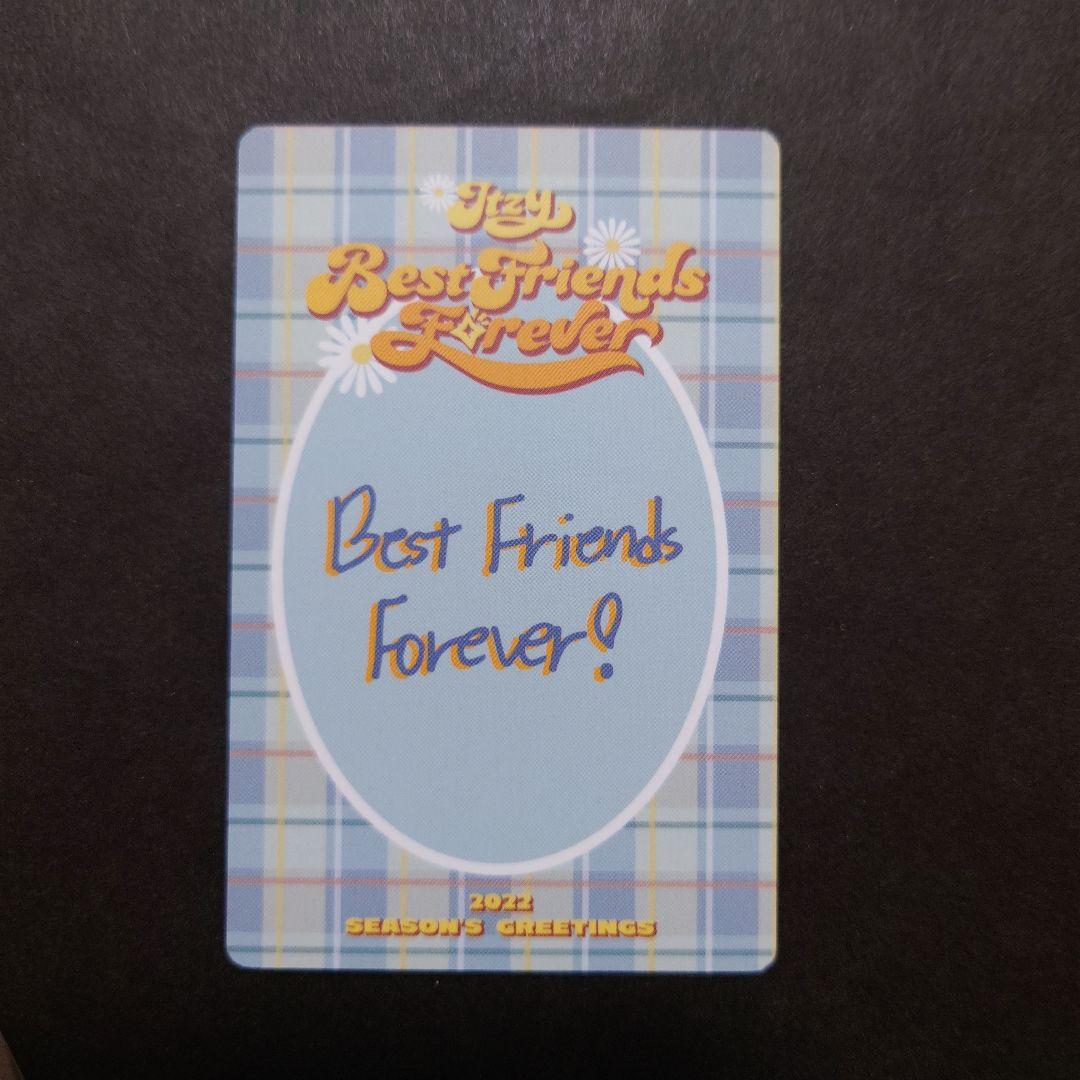 Itzy
Best Friends
Forever
Best Friends
Forever!
2022
SEASON'S GREETINGS